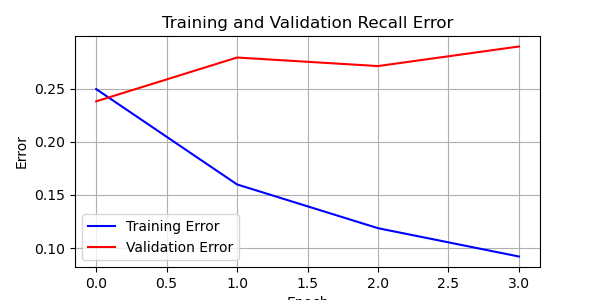 Training and Validation Recall Error
Error
0.25
0.20
0.15
0.10
Training Error
Validation Error
0.0 0.5 1.0 1.5 2.0 2.5 3.0
Epoch